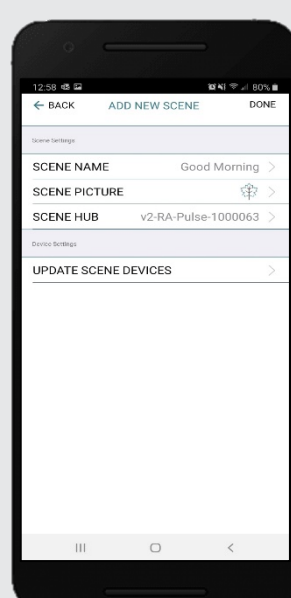 12:58 80%
← BACK ADD NEW SCENE DONE
Scene Settings
SCENE NAME Good Morning >
SCENE PICTURE >
SCENE HUB v2-RA-Pulse-1000063 >
Device Settings
UPDATE SCENE DEVICES >